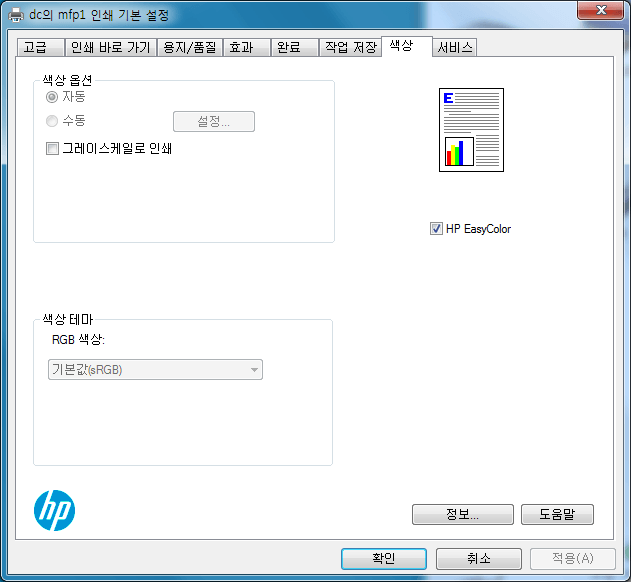 dc의 mfp1 인쇄 기본 설정
고급 인쇄 바로 가기 용지/품질 효과 완료 작업 저장 색상 서비스
색상 옵션
자동
수동 설정...
그레이스케일로 인쇄
E
HP EasyColor
색상 테마
RGB 색상:
기본값(sRGB)
hp
정보... 도움말
확인 취소 적용(A)